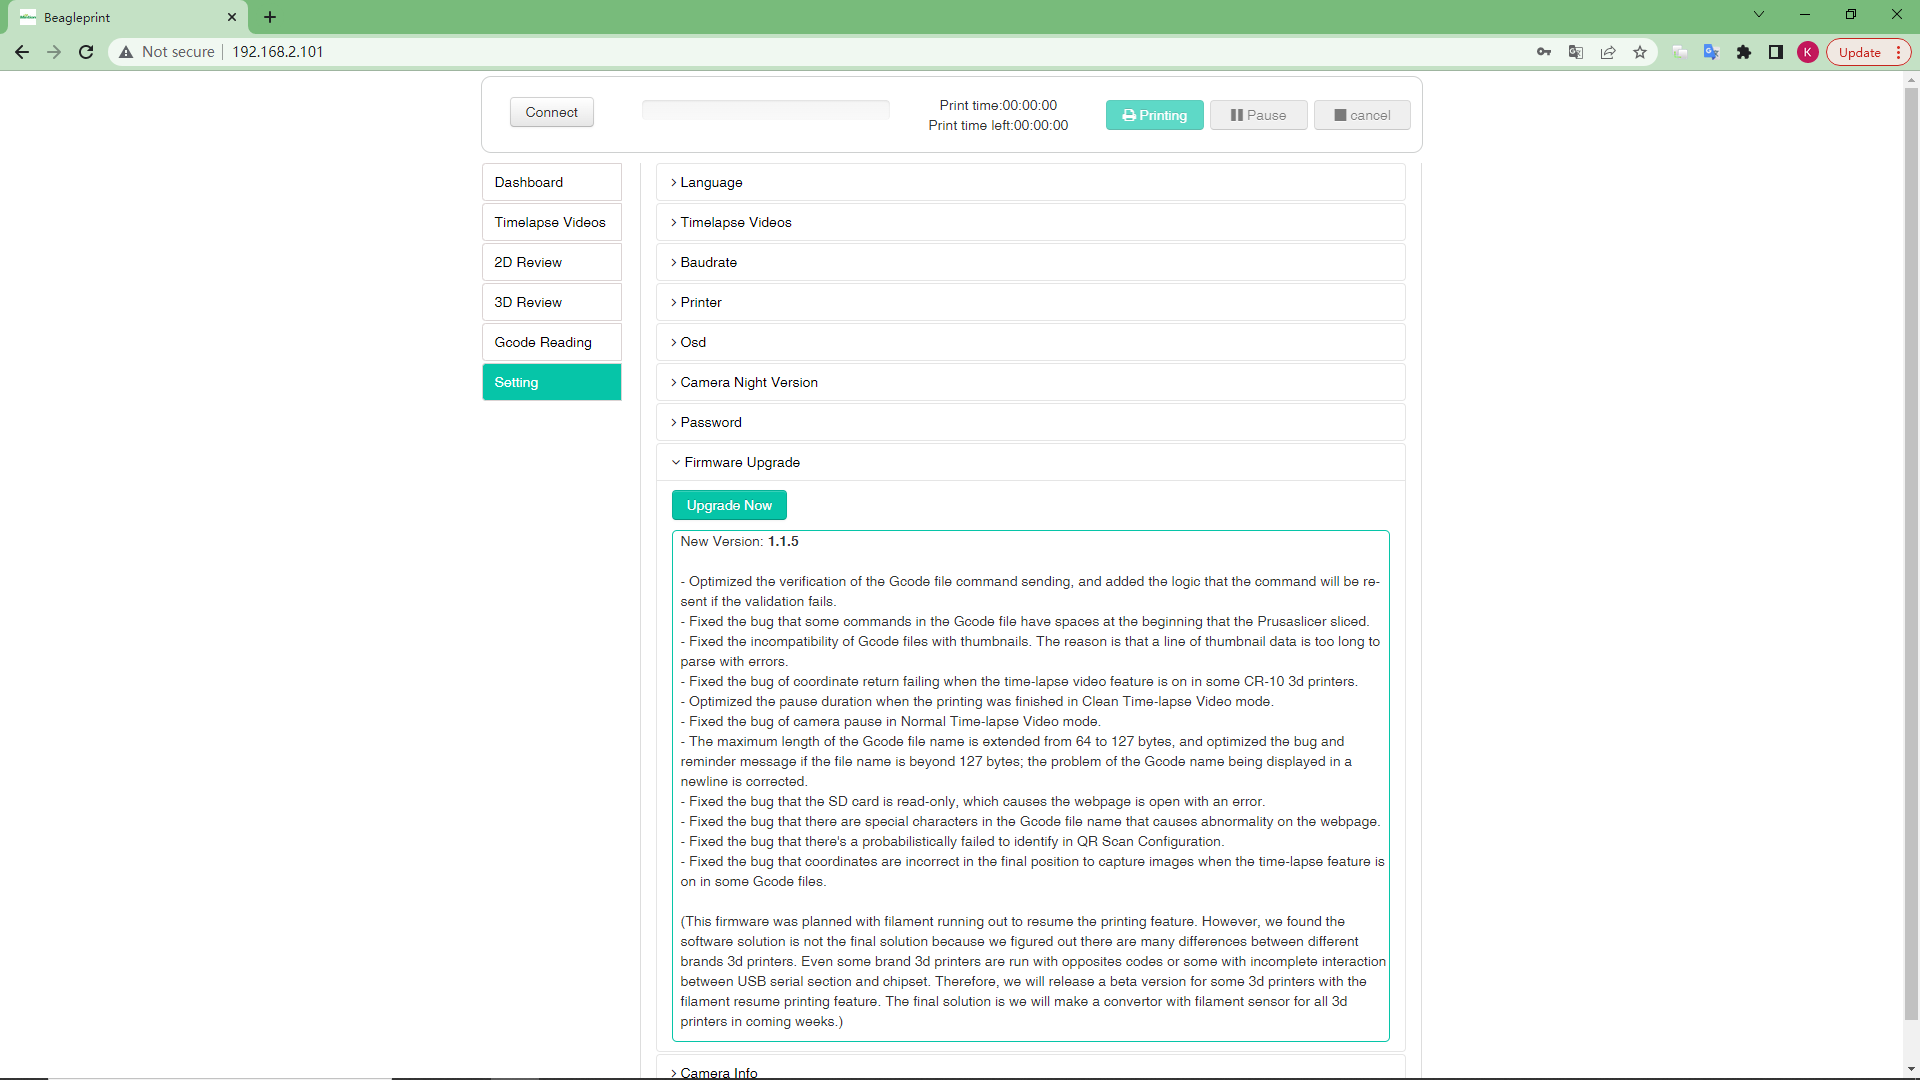 Beagleprint
Not secure 192.168.2.101
K
Update
Connect
Print time:00:00:00
Print time left:00:00:00
Printing
Pause
cancel
Dashboard
Timelapse Videos
2D Review
3D Review
Gcode Reading
Setting
Language
Timelapse Videos
Baudrate
Printer
Osd
Camera Night Version
Password
Firmware Upgrade
Upgrade Now
New Version: 1.1.5
- Optimized the verification of the Gcode file command sending, and added the logic that the command will be re-
sent if the validation fails.
- Fixed the bug that some commands in the Gcode file have spaces at the beginning that the Prusaslicer sliced.
- Fixed the incompatibility of Gcode files with thumbnails. The reason is that a line of thumbnail data is too long to
parse with errors.
- Fixed the bug of coordinate return failing when the time-lapse video feature is on in some CR-10 3d printers.
- Optimized the pause duration when the printing was finished in Clean Time-lapse Video mode.
- Fixed the bug of camera pause in Normal Time-lapse Video mode.
- The maximum length of the Gcode file name is extended from 64 to 127 bytes, and optimized the bug and
reminder message if the file name is beyond 127 bytes; the problem of the Gcode name being displayed in a
newline is corrected.
- Fixed the bug that the SD card is read-only, which causes the webpage is open with an error.
- Fixed the bug that there are special characters in the Gcode file name that causes abnormality on the webpage.
- Fixed the bug that there's a probabilistically failed to identify in QR Scan Configuration.
- Fixed the bug that coordinates are incorrect in the final position to capture images when the time-lapse feature is
on in some Gcode files.
(This firmware was planned with filament running out to resume the printing feature. However, we found the
software solution is not the final solution because we figured out there are many differences between different
brands 3d printers. Even some brand 3d printers are run with opposites codes or some with incomplete interaction
between USB serial section and chipset. Therefore, we will release a beta version for some 3d printers with the
filament resume printing feature. The final solution is we will make a convertor with filament sensor for all 3d
printers in coming weeks.)
Camera Info